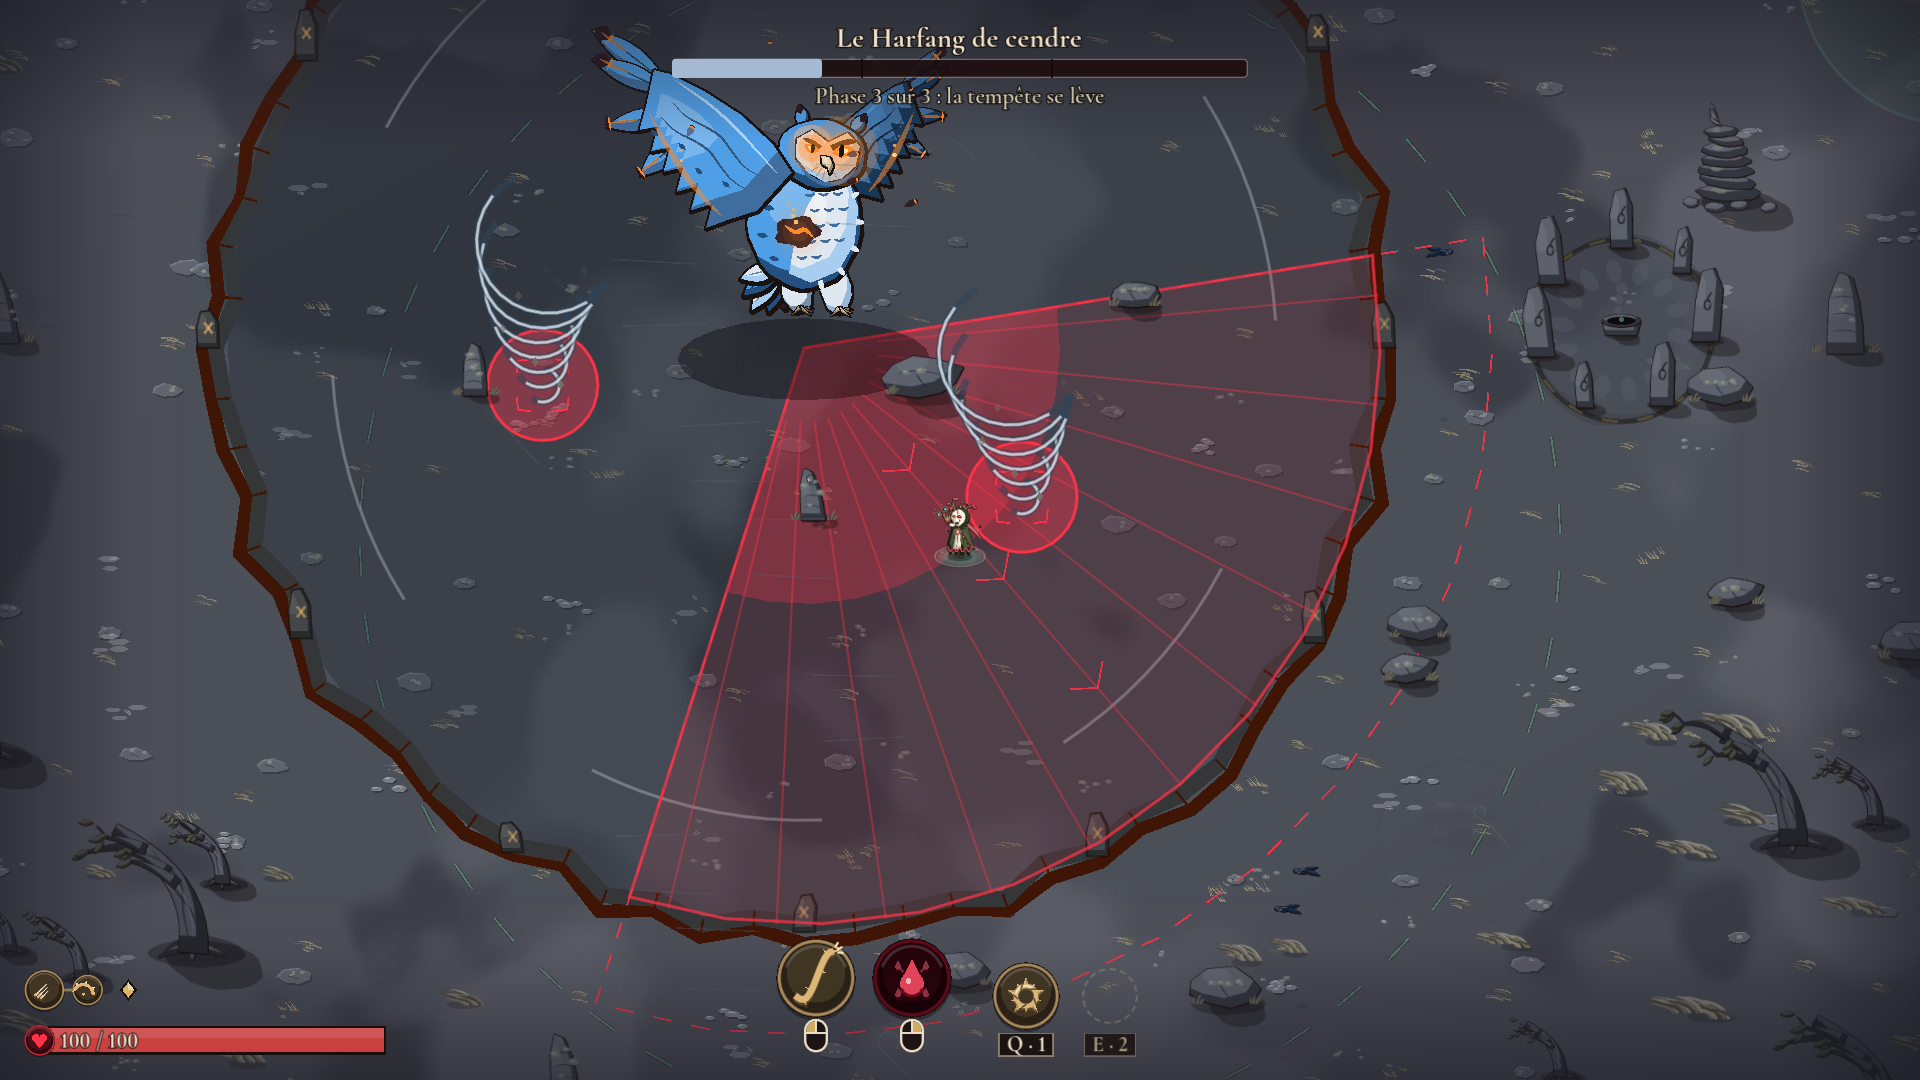 Le Harfang de cendre
Phase 3 sur 3 : la tempête se lève
100 / 100
Q · 1
E · 2